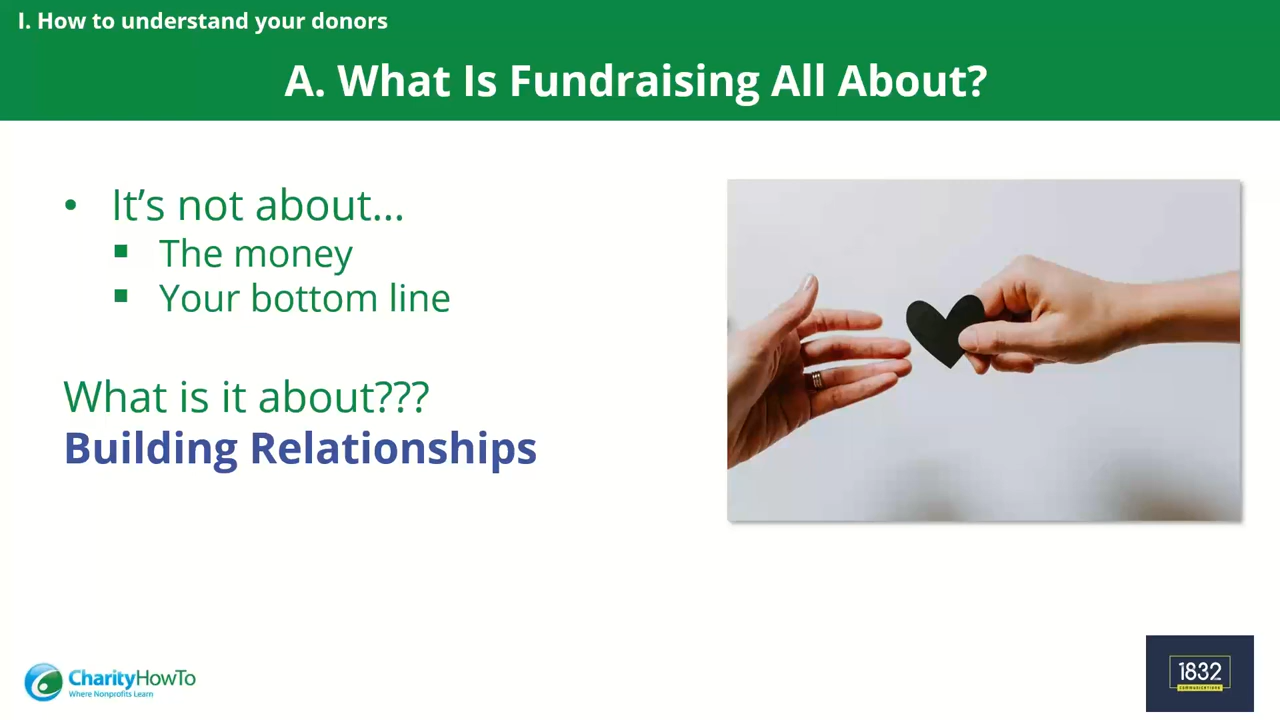 I. How to understand your donors
A. What Is Fundraising All About?
• It’s not about...
▪ The money
▪ Your bottom line
What is it about???
Building Relationships
CharityHowTo
Where Nonprofits Learn
1832
COMMUNICATIONS